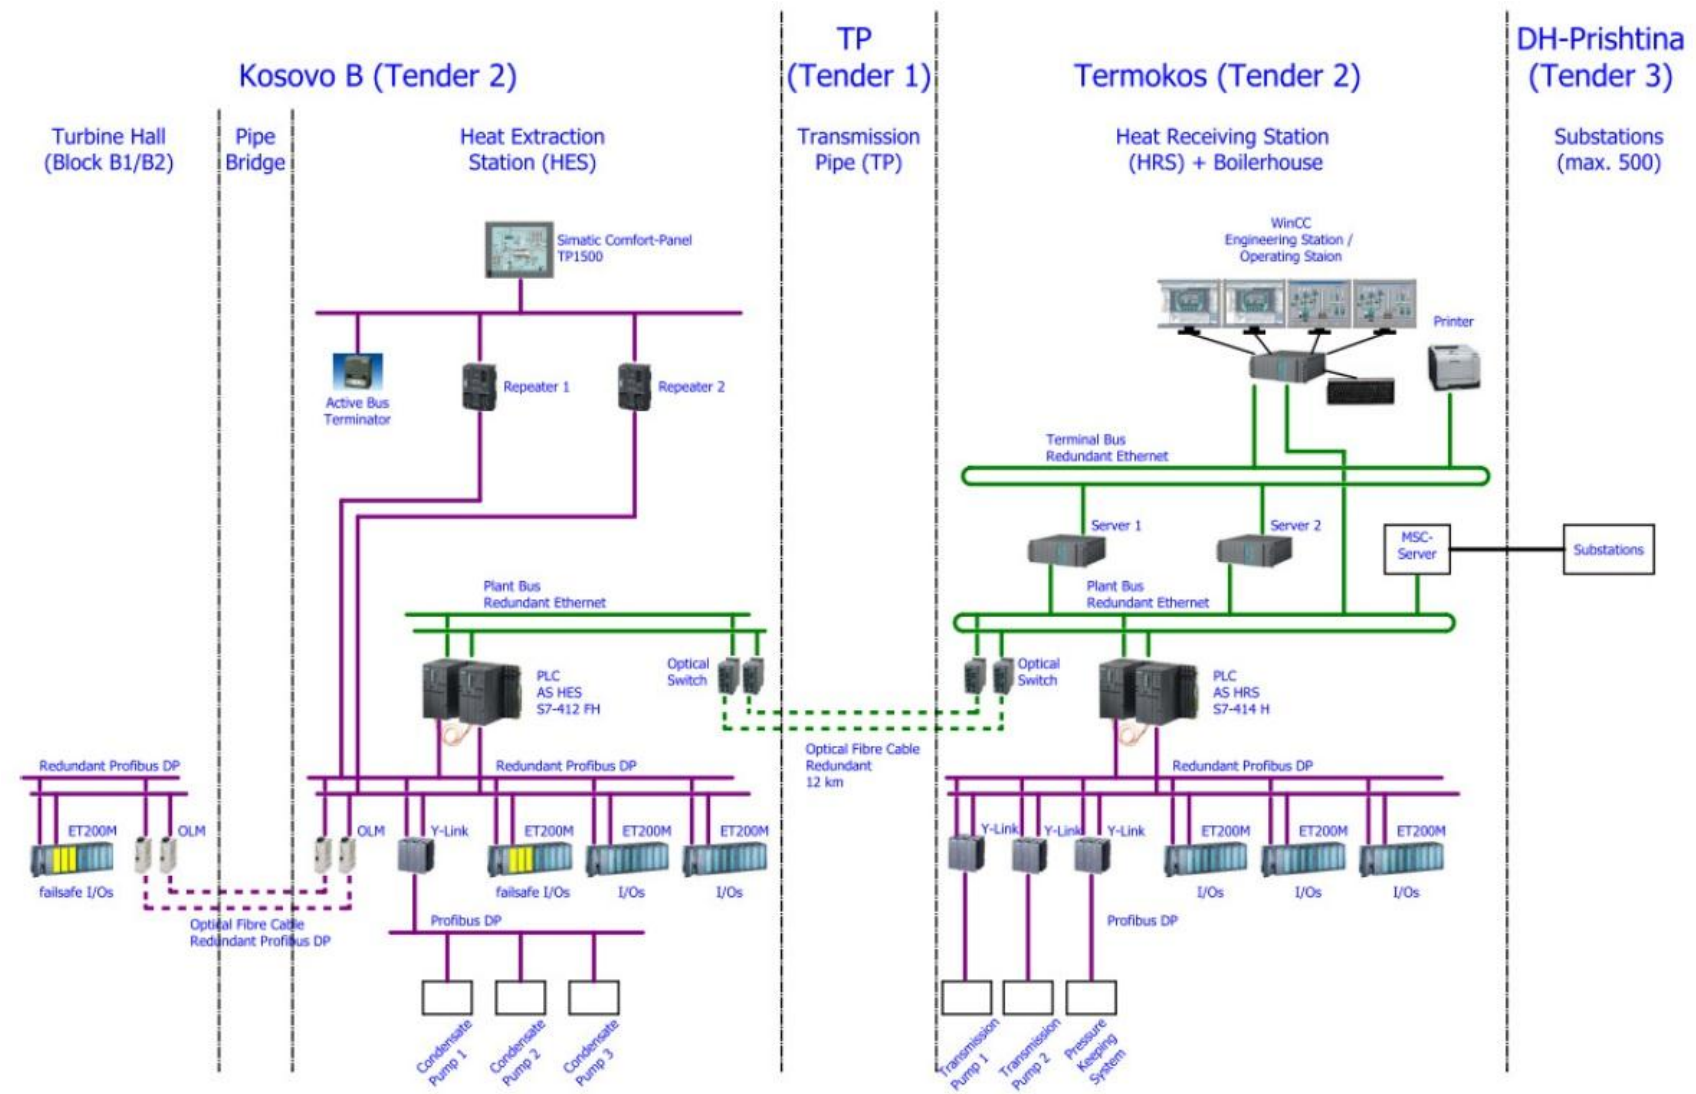 Kosovo B (Tender 2)
TP
(Tender 1)
Termokos (Tender 2)
DH-Prishtina
(Tender 3)
Turbine Hall
(Block B1/B2)
Pipe
Bridge
Heat Extraction
Station (HES)
Transmission
Pipe (TP)
Heat Receiving Station
(HRS) + Boilerhouse
Substations
(max. 500)
Simatic Comfort-Panel
TP1500
Active Bus
Terminator
Repeater 1
Repeater 2
WinCC
Engineering Station /
Operating Staion
Printer
Terminal Bus
Redundant Ethernet
Server 1
Server 2
MSC-
Server
Substations
Plant Bus
Redundant Ethernet
Plant Bus
Redundant Ethernet
PLC
AS HES
S7-412 FH
Optical
Switch
Optical
Switch
PLC
AS HRS
S7-414 H
Optical Fibre Cable
Redundant
12 km
Redundant Profibus DP
Redundant Profibus DP
Redundant Profibus DP
ET200M
OLM
OLM
Y-Link
ET200M
ET200M
ET200M
Y-Link
Y-Link
Y-Link
ET200M
ET200M
ET200M
failsafe I/Os
failsafe I/Os
I/Os
I/Os
I/Os
I/Os
I/Os
Optical Fibre Cable
Redundant Profibus DP
Profibus DP
Profibus DP
Condensate
Pump 1
Condensate
Pump 2
Condensate
Pump 3
Transmission
Pump 1
Transmission
Pump 2
Pressure
Keeping
System